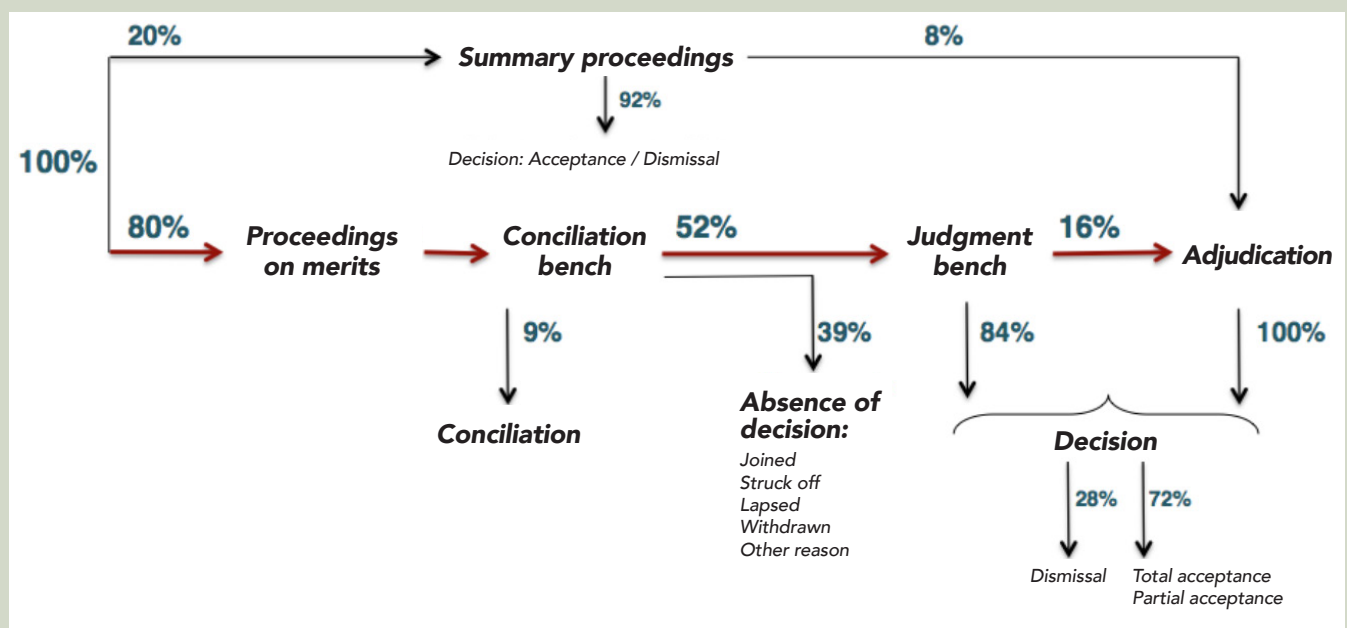 20%
8%
Summary proceedings
92%
100%
Decision: Acceptance / Dismissal
80%
Proceedings
on merits
Conciliation
bench
52%
Judgment
bench
16%
Adjudication
9%
39%
84%
100%
Conciliation
Absence of
decision:
Joined
Struck off
Lapsed
Withdrawn
Other reason
Decision
28%
72%
Dismissal
Total acceptance
Partial acceptance